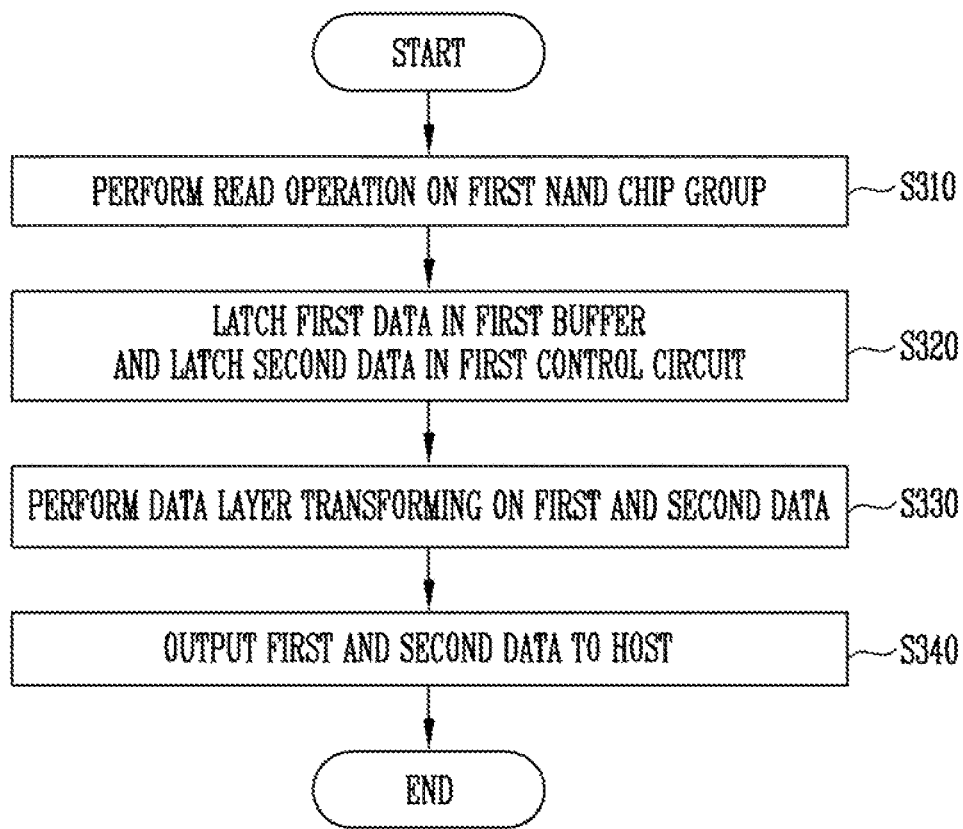 START
PERFORM READ OPERATION ON FIRST NAND CHIP GROUP
S310
LATCH FIRST DATA IN FIRST BUFFER
AND LATCH SECOND DATA IN FIRST CONTROL CIRCUIT
S320
PERFORM DATA LAYER TRANSFORMING ON FIRST AND SECOND DATA
S330
OUTPUT FIRST AND SECOND DATA TO HOST
S340
END